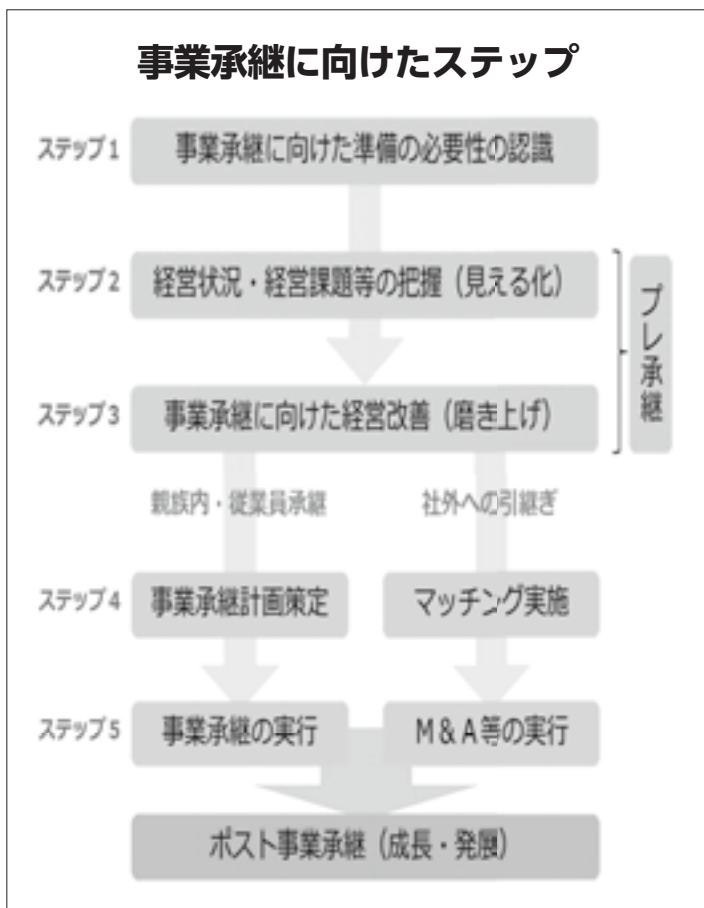 事業承継に向けたステップ
ステップ1
事業承継に向けた準備の必要性の認識
ステップ2
経営状況・経営課題等の把握（見える化）
プレ承継
ステップ3
事業承継に向けた経営改善（磨き上げ）
親族内・従業員承継
社外への引継ぎ
ステップ4
事業承継計画策定
マッチング実施
ステップ5
事業承継の実行
M&A等の実行
ポスト事業承継（成長・発展）